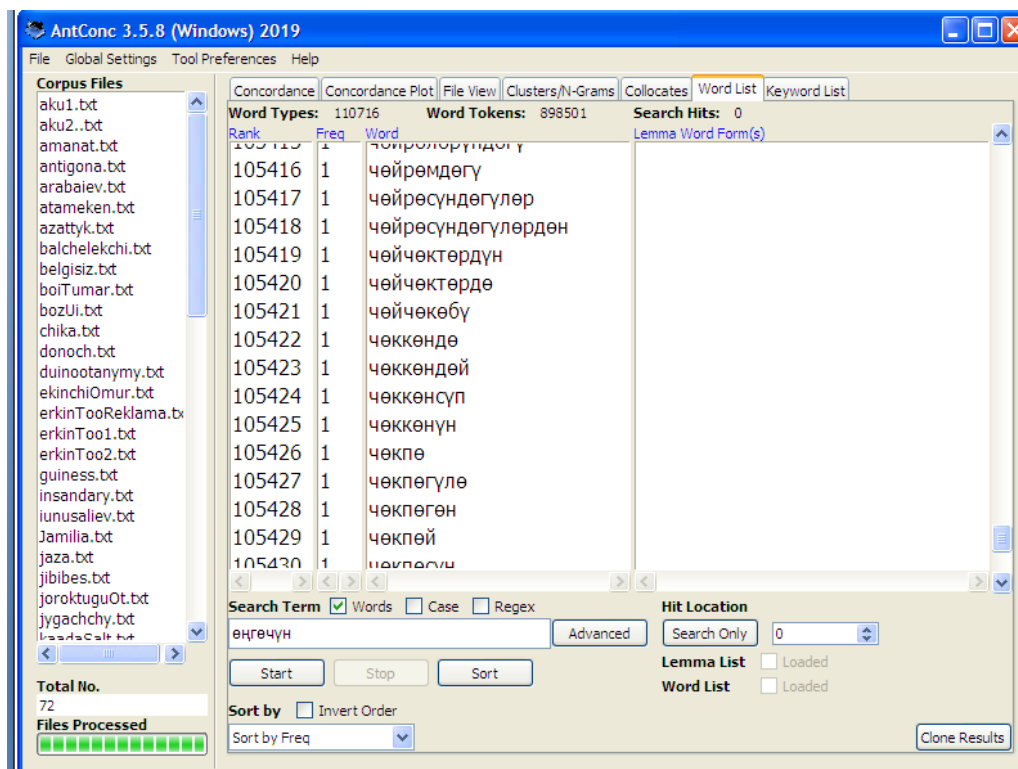 AntConc 3.5.8 (Windows) 2019
File Global Settings Tool Preferences Help
Corpus Files
aku1.txt
aku2..txt
amanat.txt
antigona.txt
arabaiev.txt
atameken.txt
azattyk.txt
balchelekchi.txt
belgisiz.txt
boiTumar.txt
bozUi.txt
chika.txt
donoch.txt
duinootanymy.txt
ekinchiOmur.txt
erkinTooReklama.tx
erkinToo1.txt
erkinToo2.txt
guiness.txt
insandary.txt
iunusaliev.txt
Jamilia.txt
jaza.txt
jibibes.txt
joroktuguOt.txt
jygachchy.txt
kaadaSalt.txt
Total No.
72
Files Processed
Concordance Concordance Plot File View Clusters/N-Grams Collocates Word List Keyword List
Word Types: 110716 Word Tokens: 898501 Search Hits: 0
Rank Freq Word Lemma Word Form(s)
105415 1
105416 1 чөйрөмдөгү
105417 1 чөйрөсүндөгүлөр
105418 1 чөйрөсүндөгүлөрдөн
105419 1 чөйчөктөрдүн
105420 1 чөйчөктөрдө
105421 1 чөйчөкөбү
105422 1 чөккөндө
105423 1 чөккөндөй
105424 1 чөккөнсүп
105425 1 чөккөнүн
105426 1 чөкпө
105427 1 чөкпөгүлө
105428 1 чөкпөгөн
105429 1 чөкпөй
105430 1 чөкпөсүн
Search Term Words Case Regex Hit Location
өңгөчүн Advanced Search Only 0
Start Stop Sort Lemma List Loaded
Word List Loaded
Sort by Invert Order
Sort by Freq Clone Results